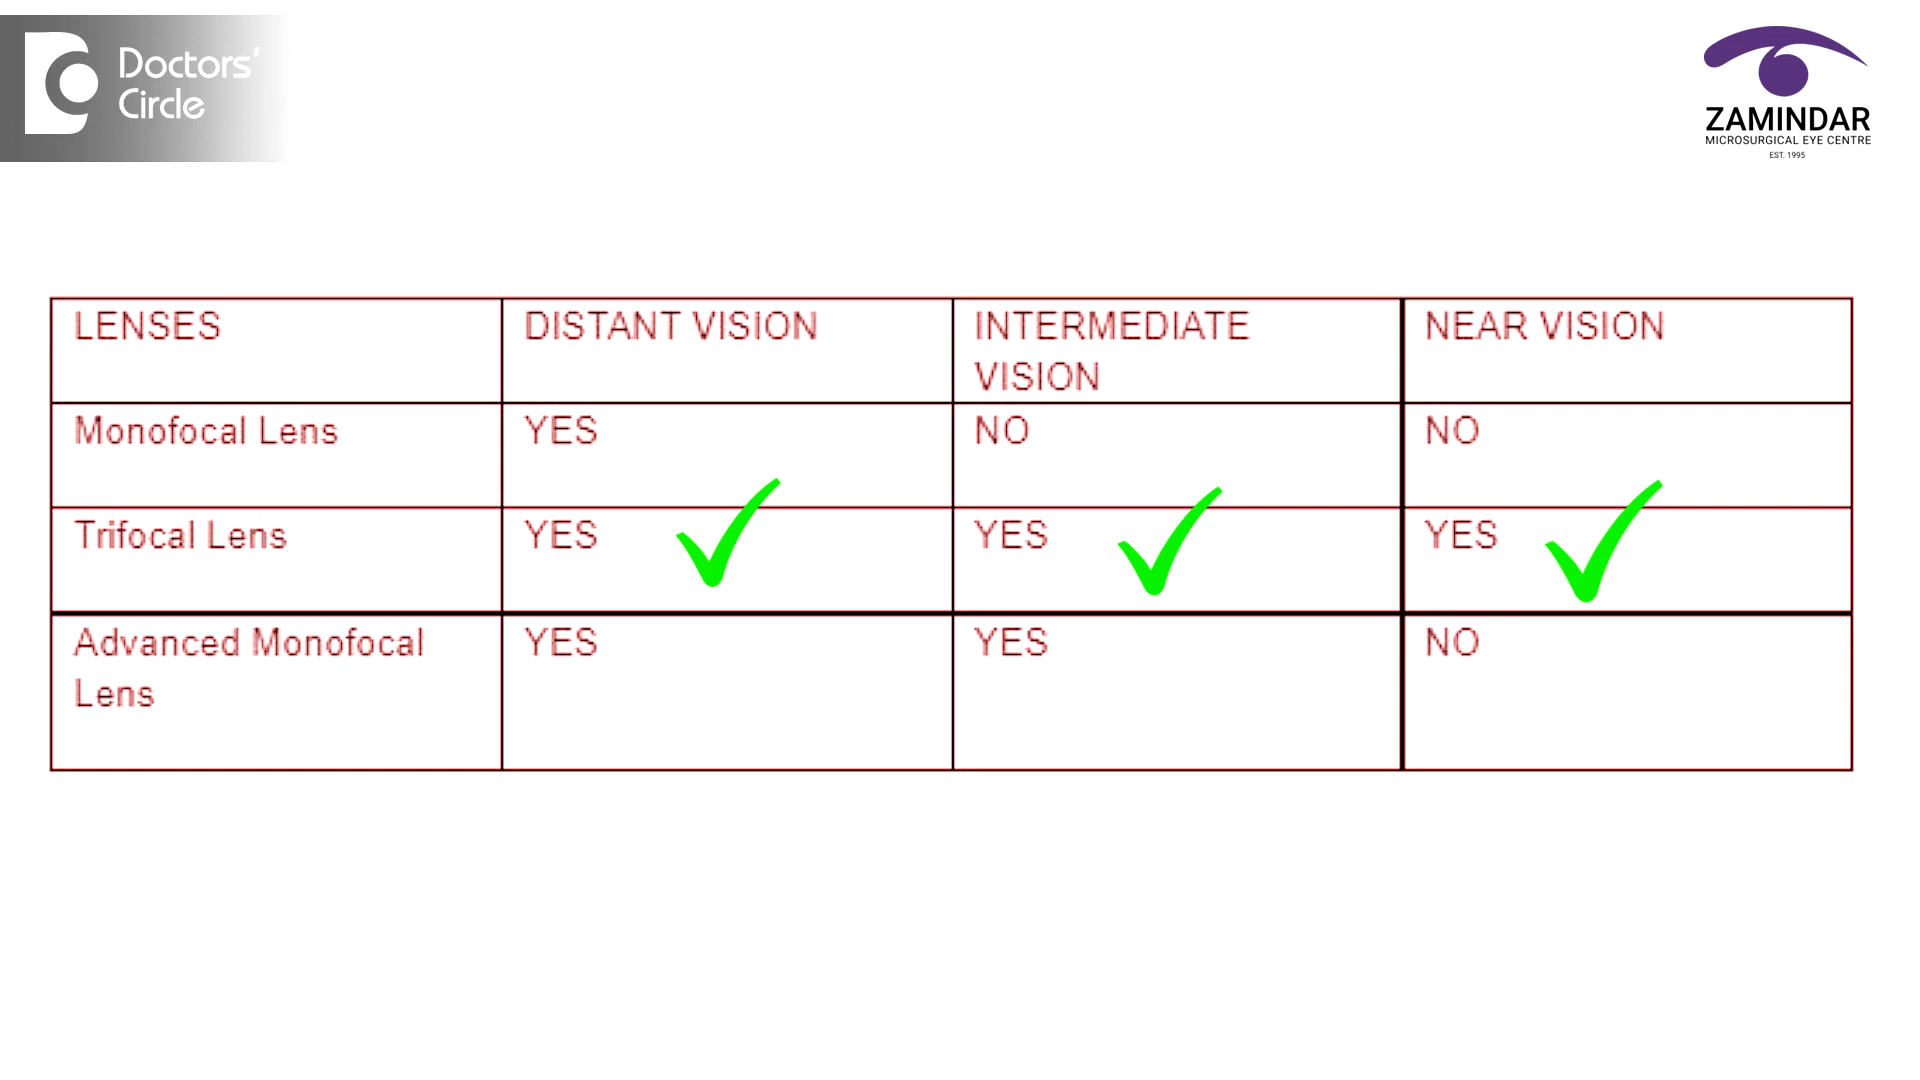 Doctors'
Circle
ZAMINDAR
MICROSURGICAL EYE CENTRE
EST. 1995
LENSES DISTANT VISION INTERMEDIATE VISION NEAR VISION
Monofocal Lens YES NO NO
Trifocal Lens YES YES YES
Advanced Monofocal Lens YES YES NO